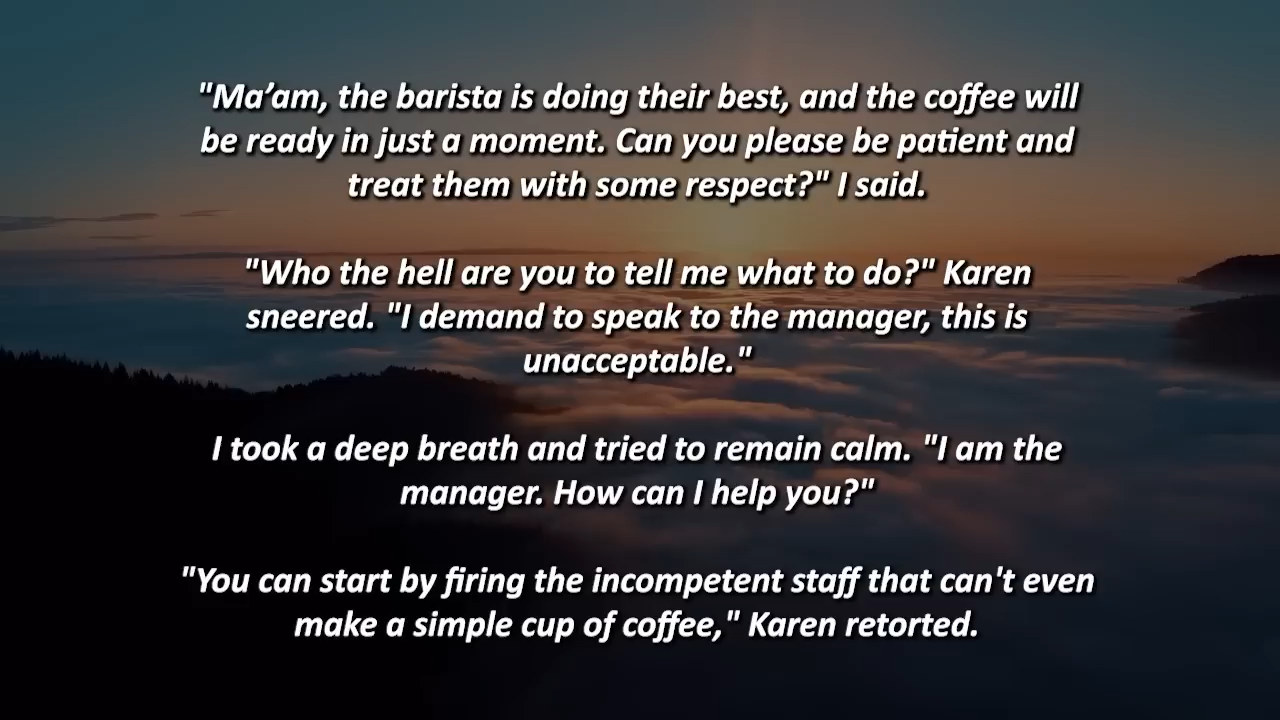 "Ma’am, the barista is doing their best, and the coffee will
be ready in just a moment. Can you please be patient and
treat them with some respect?" I said.
"Who the hell are you to tell me what to do?" Karen
sneered. "I demand to speak to the manager, this is
unacceptable."
I took a deep breath and tried to remain calm. "I am the
manager. How can I help you?"
"You can start by firing the incompetent staff that can't even
make a simple cup of coffee," Karen retorted.